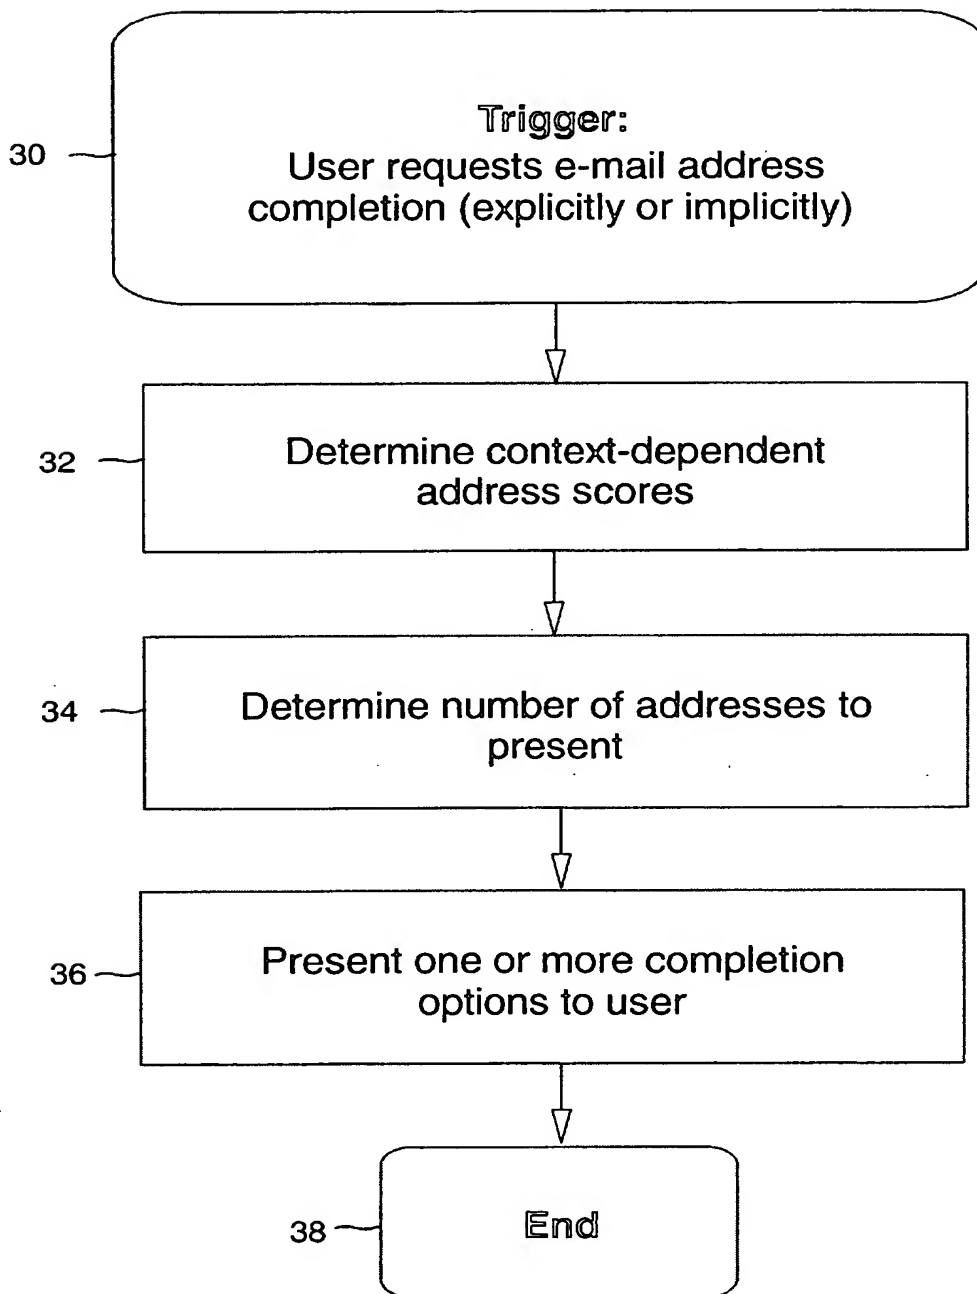 Trigger:
30
User requests e-mail address
completion (explicitly or implicitly)
32
Determine context-dependent
address scores
34
Determine number of addresses to
present
36
Present one or more completion
options to user
38
End